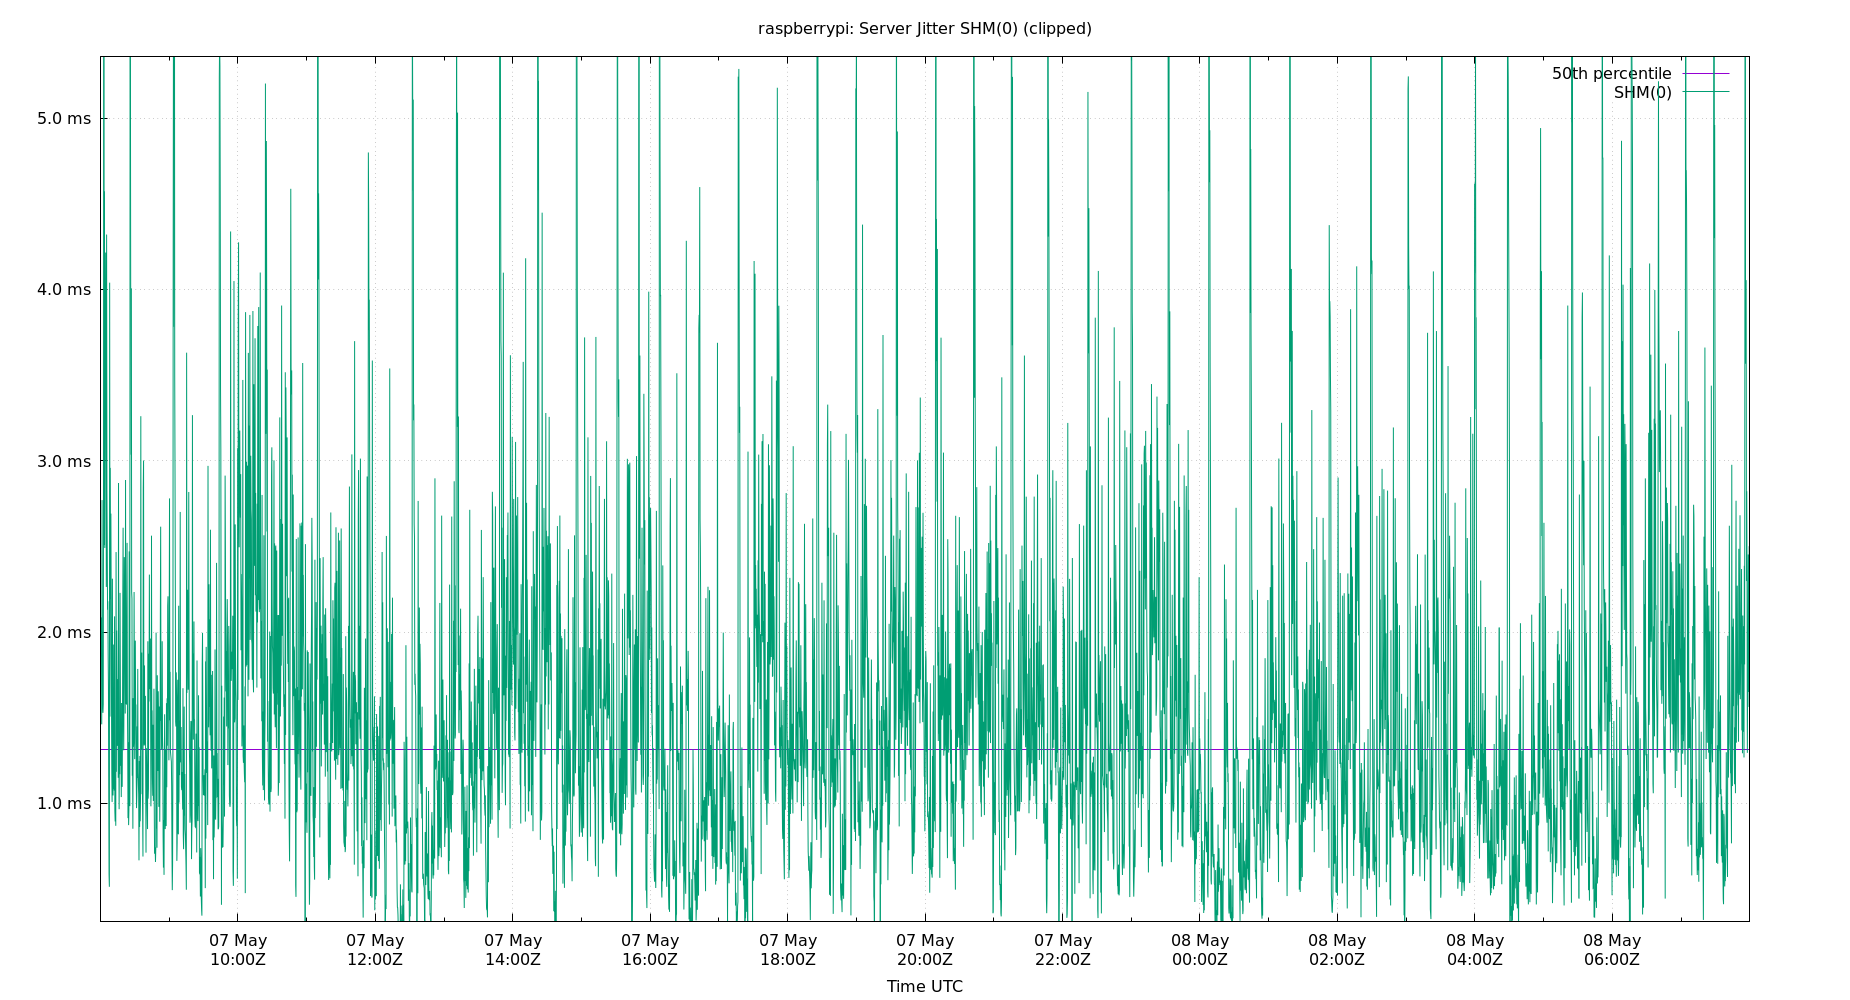 raspberrypi: Server Jitter SHM(0) (clipped)
50th percentile
SHM(0)
5.0 ms
4.0 ms
3.0 ms
2.0 ms
1.0 ms
07 May 07 May 07 May 07 May 07 May 07 May 07 May 08 May 08 May 08 May 08 May
10:00Z 12:00Z 14:00Z 16:00Z 18:00Z 20:00Z 22:00Z 00:00Z 02:00Z 04:00Z 06:00Z
Time UTC